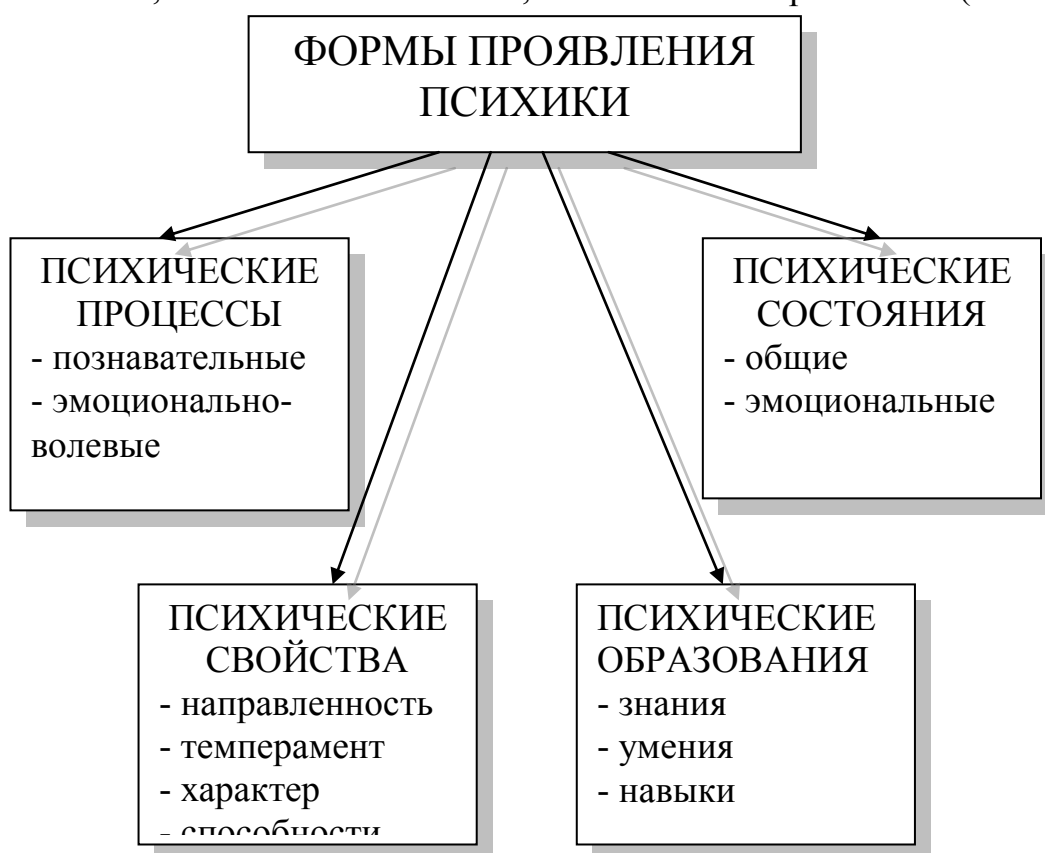 ФОРМЫ ПРОЯВЛЕНИЯ
ПСИХИКИ
ПСИХИЧЕСКИЕ
ПРОЦЕССЫ
- познавательные
- эмоционально-
волевые
ПСИХИЧЕСКИЕ
СОСТОЯНИЯ
- общие
- эмоциональные
ПСИХИЧЕСКИЕ
СВОЙСТВА
- направленность
- темперамент
- характер
- способности
ПСИХИЧЕСКИЕ
ОБРАЗОВАНИЯ
- знания
- умения
- навыки